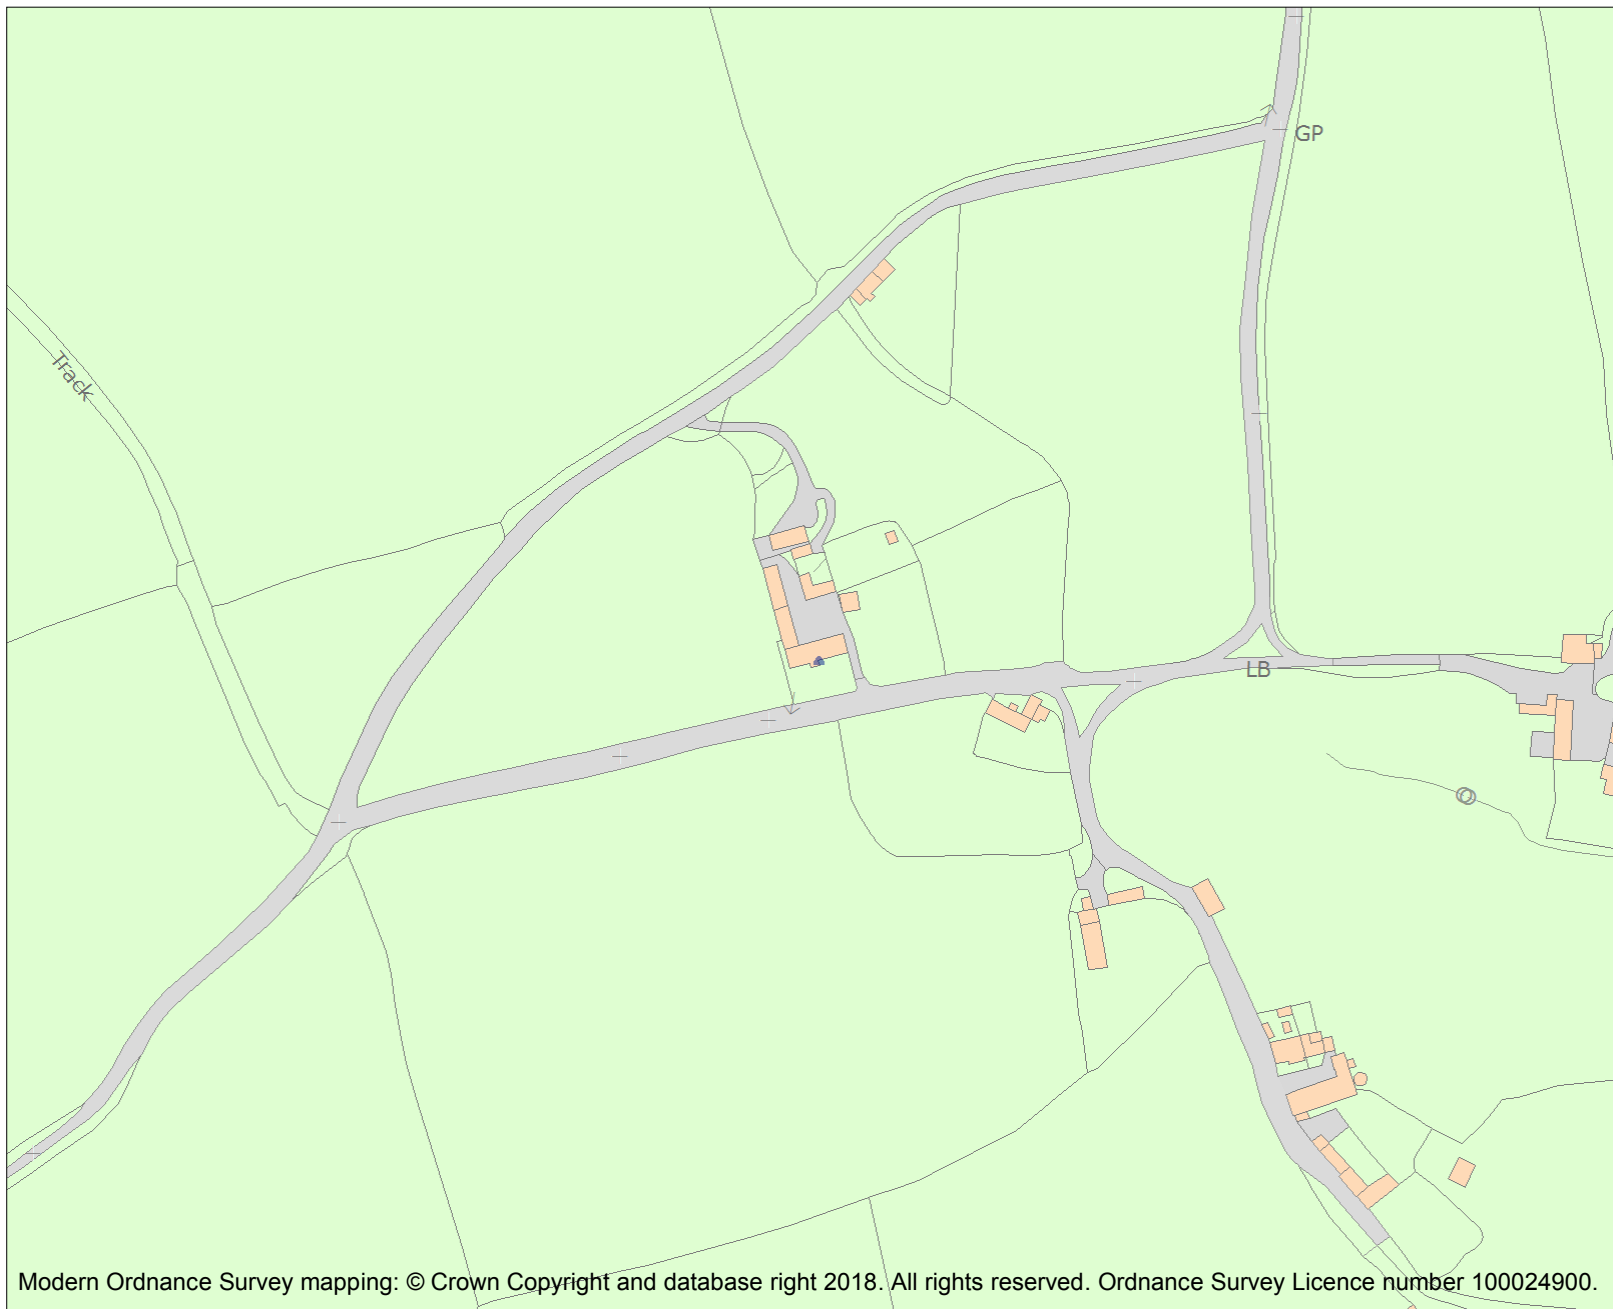 GP
Track
LB
Modern Ordnance Survey mapping: © Crown Copyright and database right 2018. All rights reserved. Ordnance Survey Licence number 100024900.